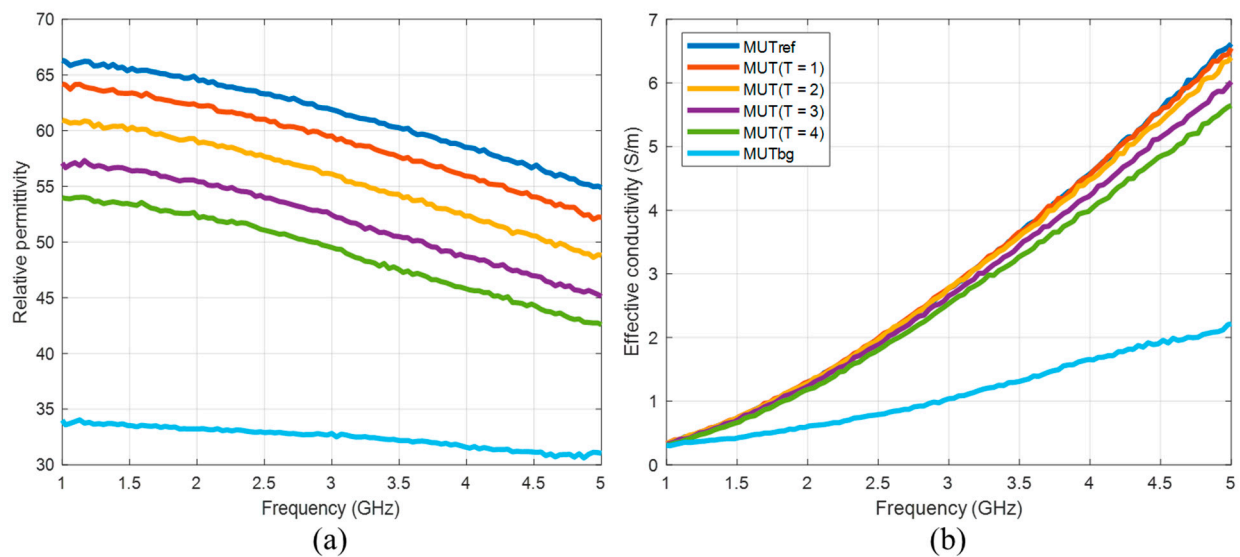 70
65
60
55
50
45
40
35
30
Relative permittivity
1 1.5 2 2.5 3 3.5 4 4.5 5
Frequency (GHz)
(a)
7
6
5
4
3
2
1
0
Effective conductivity (S/m)
MUTref
MUT(T = 1)
MUT(T = 2)
MUT(T = 3)
MUT(T = 4)
MUTbg
1 1.5 2 2.5 3 3.5 4 4.5 5
Frequency (GHz)
(b)